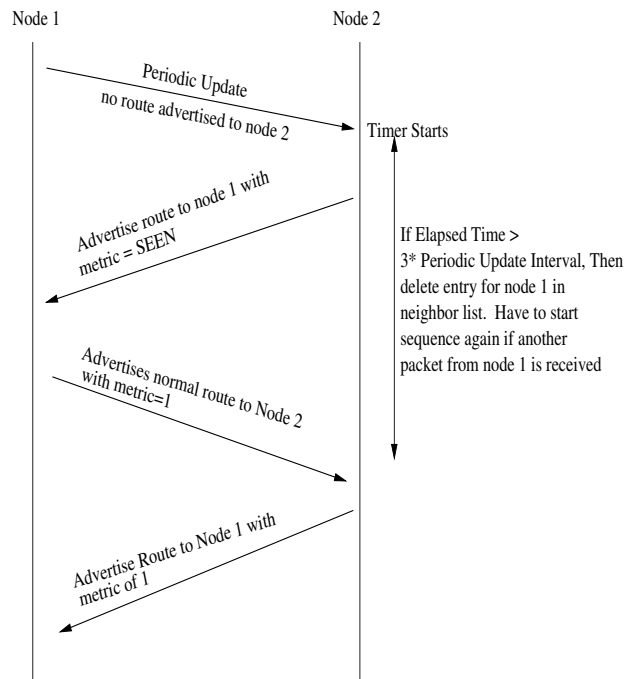 Node 1
Node 2
Periodic Update
no route advertised to node 2
Timer Starts
Advertise route to node 1 with
metric = SEEN
If Elapsed Time >
3* Periodic Update Interval, Then
delete entry for node 1 in
neighbor list.  Have to start
sequence again if another
packet from node 1 is received
Advertises normal route to Node 2
with metric=1
Advertise Route to Node 1 with
metric of 1